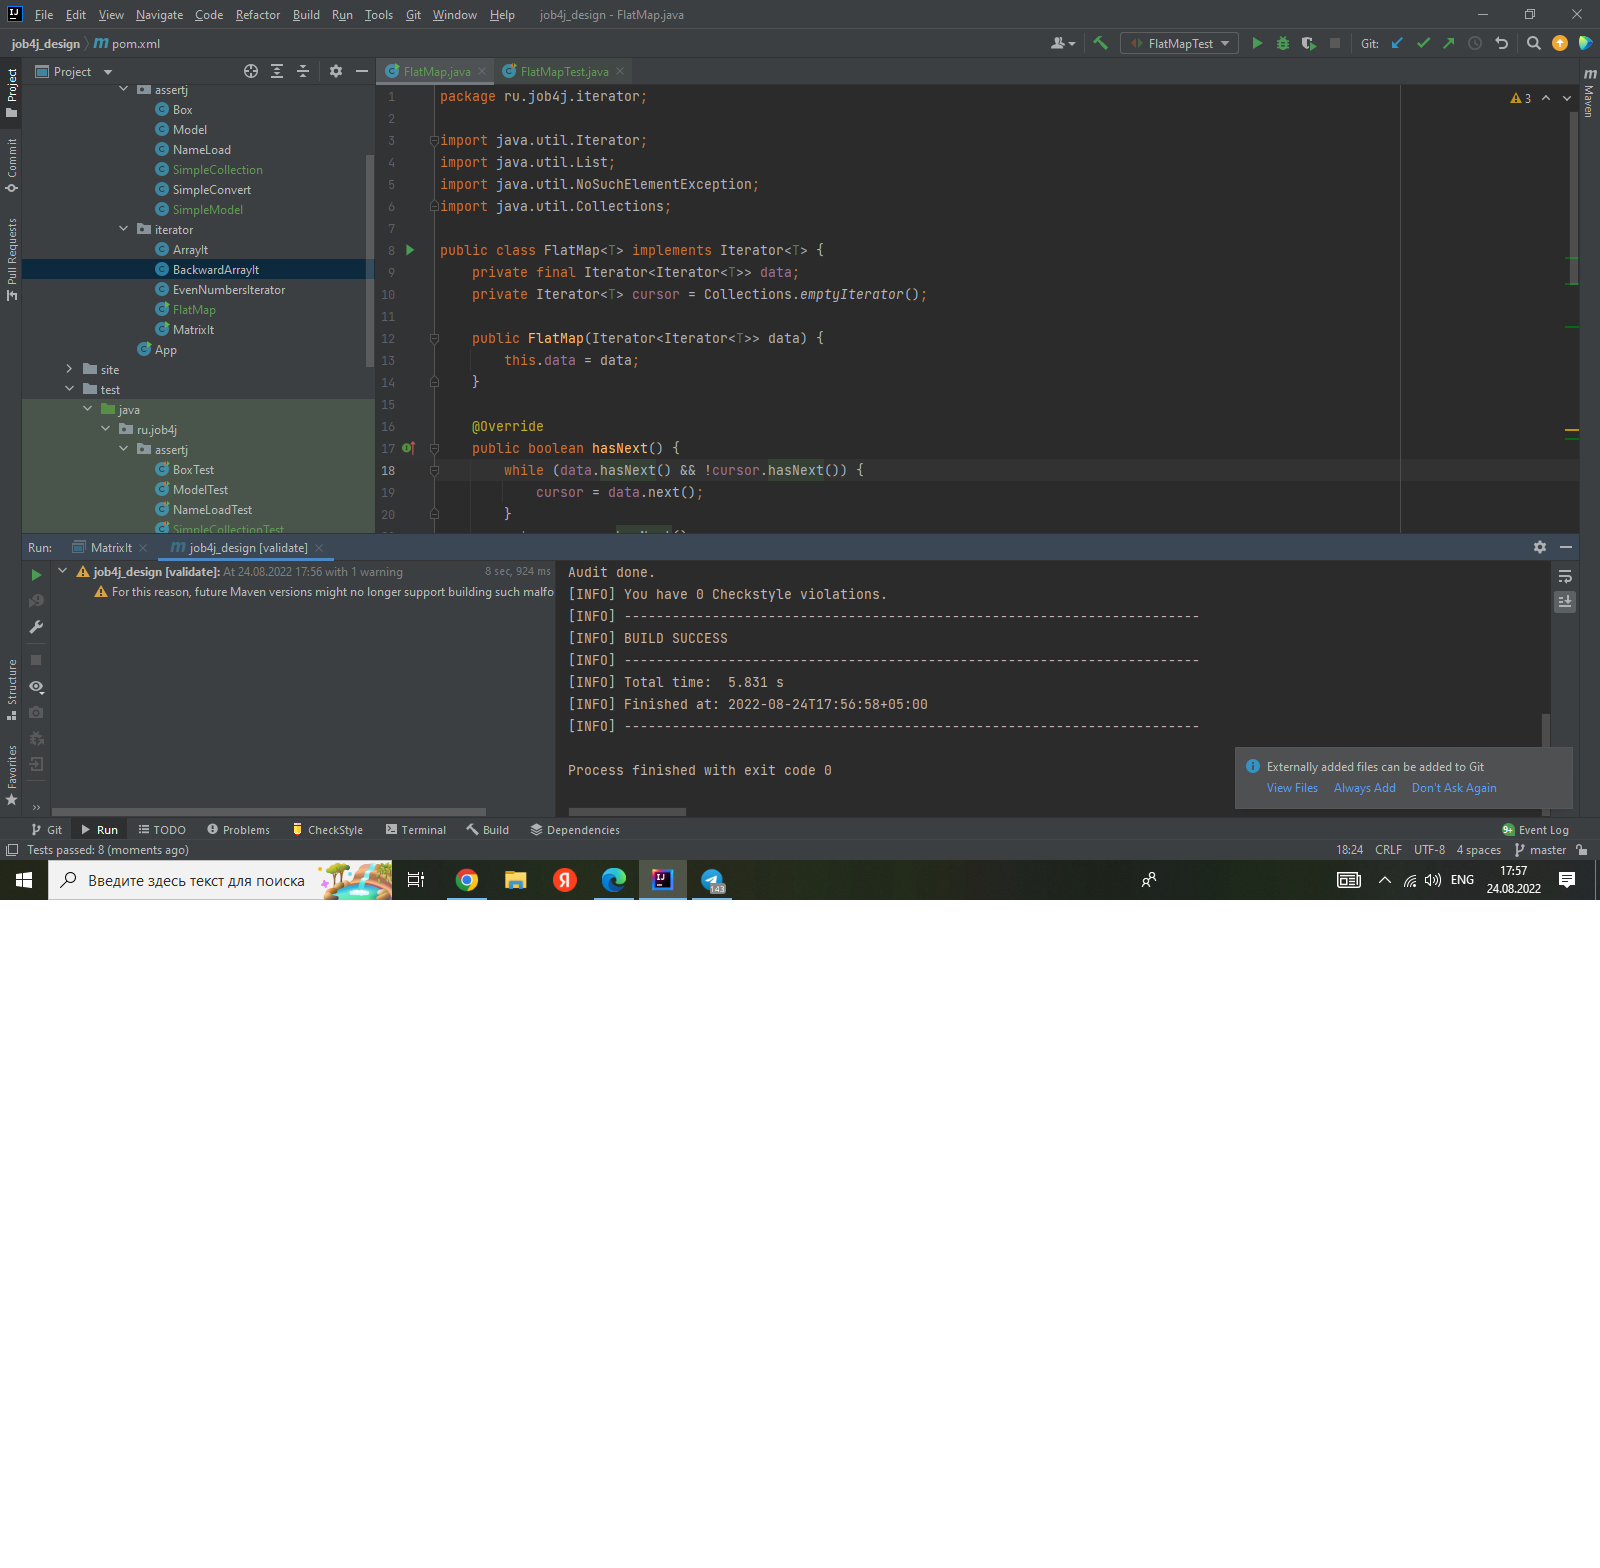 File Edit View Navigate Code Refactor Build Run Tools Git Window Help job4j_design - FlatMap.java
job4j_design m pom.xml FlatMapTest Git:
Project
FlatMap.java FlatMapTest.java
Project
Commit
Pull Requests
Structure
Favorites
m Maven
assertj
Box
Model
NameLoad
SimpleCollection
SimpleConvert
SimpleModel
iterator
ArrayIt
BackwardArrayIt
EvenNumbersIterator
FlatMap
MatrixIt
App
site
test
java
ru.job4j
assertj
BoxTest
ModelTest
NameLoadTest
SimpleCollectionTest
3
1 package ru.job4j.iterator;
2
3 import java.util.Iterator;
4 import java.util.List;
5 import java.util.NoSuchElementException;
6 import java.util.Collections;
7
8 public class FlatMap<T> implements Iterator<T> {
9 private final Iterator<Iterator<T>> data;
10 private Iterator<T> cursor = Collections.emptyIterator();
11
12 public FlatMap(Iterator<Iterator<T>> data) {
13 this.data = data;
14 }
15
16 @Override
17 public boolean hasNext() {
18 while (data.hasNext() && !cursor.hasNext()) {
19 cursor = data.next();
20 }
Run: MatrixIt m job4j_design [validate]
job4j_design [validate]: At 24.08.2022 17:56 with 1 warning 8 sec, 924 ms
For this reason, future Maven versions might no longer support building such malfo
Audit done.
[INFO] You have 0 Checkstyle violations.
[INFO] ------------------------------------------------------------------------
[INFO] BUILD SUCCESS
[INFO] ------------------------------------------------------------------------
[INFO] Total time:  5.831 s
[INFO] Finished at: 2022-08-24T17:56:58+05:00
[INFO] ------------------------------------------------------------------------
Process finished with exit code 0
Externally added files can be added to Git
View Files Always Add Don't Ask Again
Git Run TODO Problems CheckStyle Terminal Build Dependencies 9+ Event Log
Tests passed: 8 (moments ago) 18:24 CRLF UTF-8 4 spaces master
Введите здесь текст для поиска Я IJ 143 ENG 17:57
24.08.2022